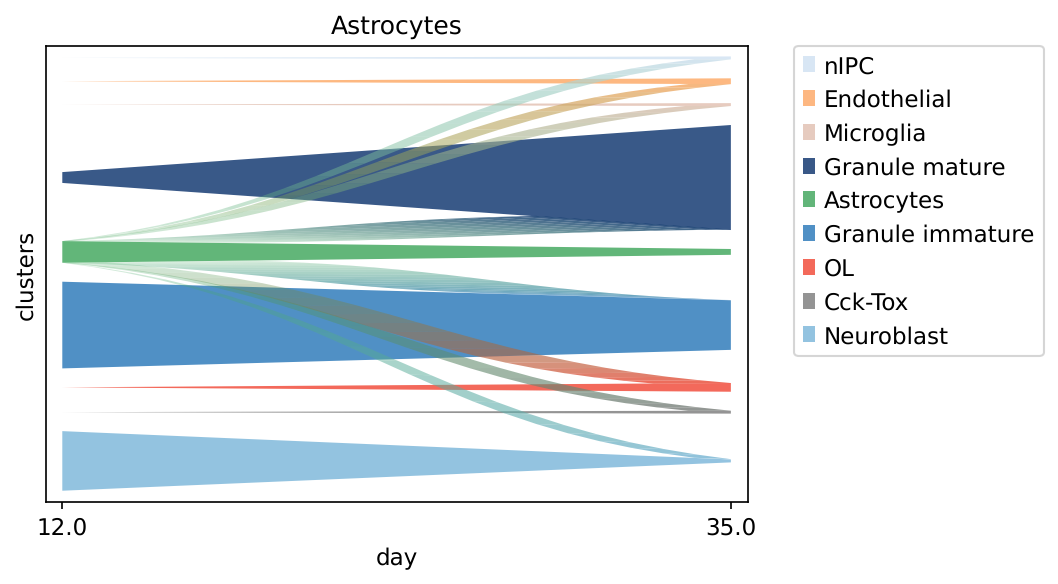 Astrocytes
clusters
12.0
35.0
day
nIPC
Endothelial
Microglia
Granule mature
Astrocytes
Granule immature
OL
Cck-Tox
Neuroblast